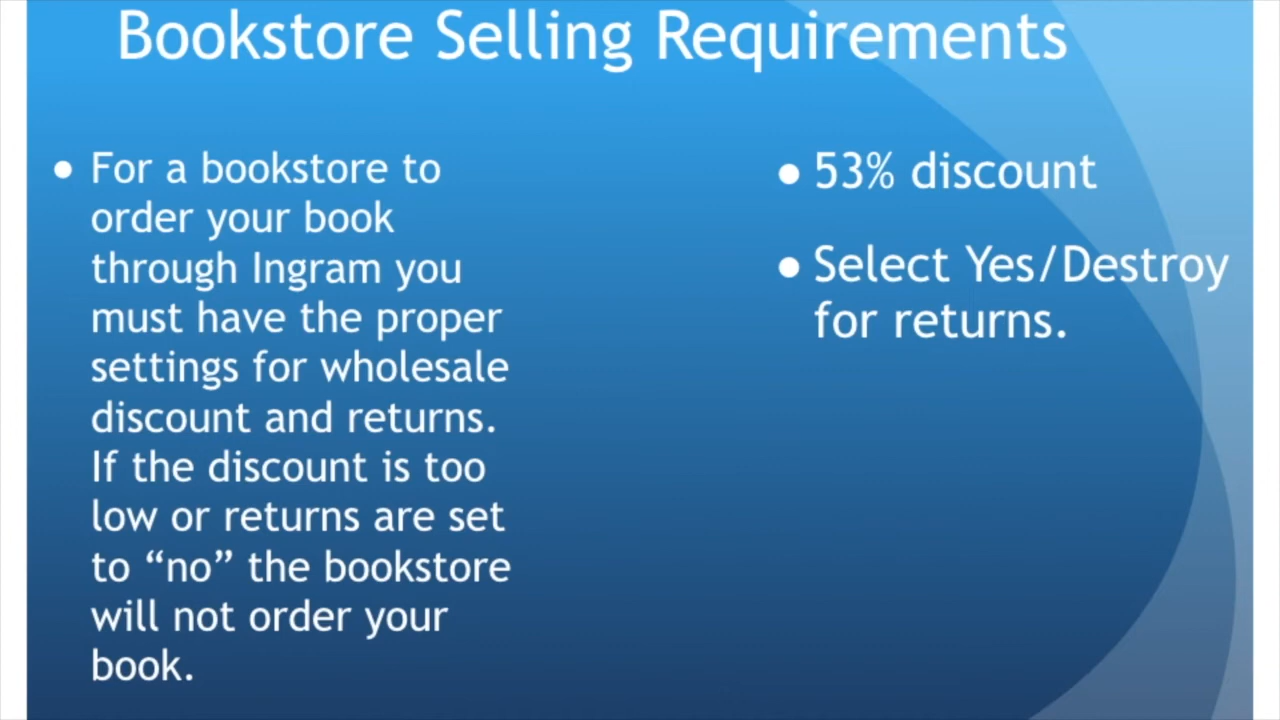 Bookstore Selling Requirements
● For a bookstore to
order your book
through Ingram you
must have the proper
settings for wholesale
discount and returns.
If the discount is too
low or returns are set
to “no” the bookstore
will not order your
book.
● 53% discount
● Select Yes/Destroy
for returns.